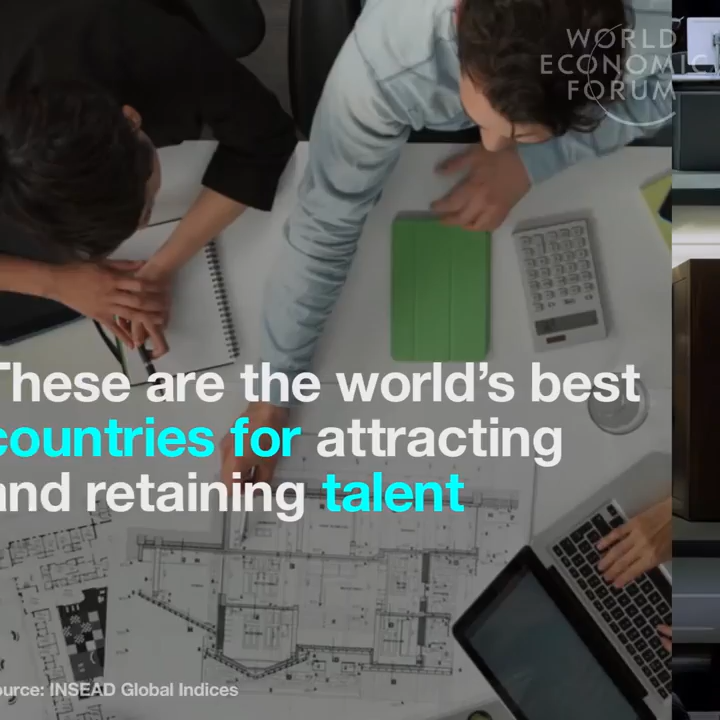 WORLD
ECONOMIC
FORUM
These are the world's best
countries for attracting
and retaining talent
ource: INSEAD Global Indices